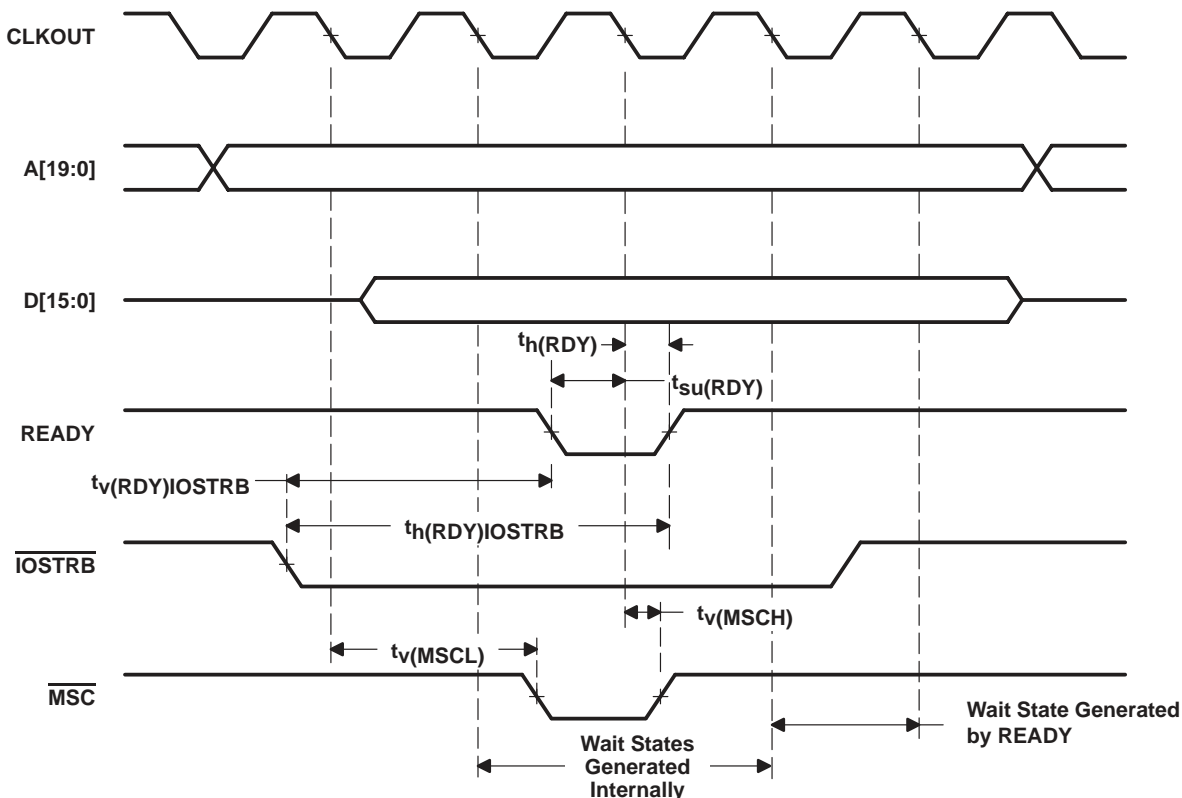 CLKOUT
A[19:0]
D[15:0]
th(RDY)
tsu(RDY)
READY
tv(RDY)IOSTRB
th(RDY)IOSTRB
IOSTRB
tv(MSCH)
tv(MSCL)
MSC
Wait State Generated
by READY
Wait States
Generated
Internally